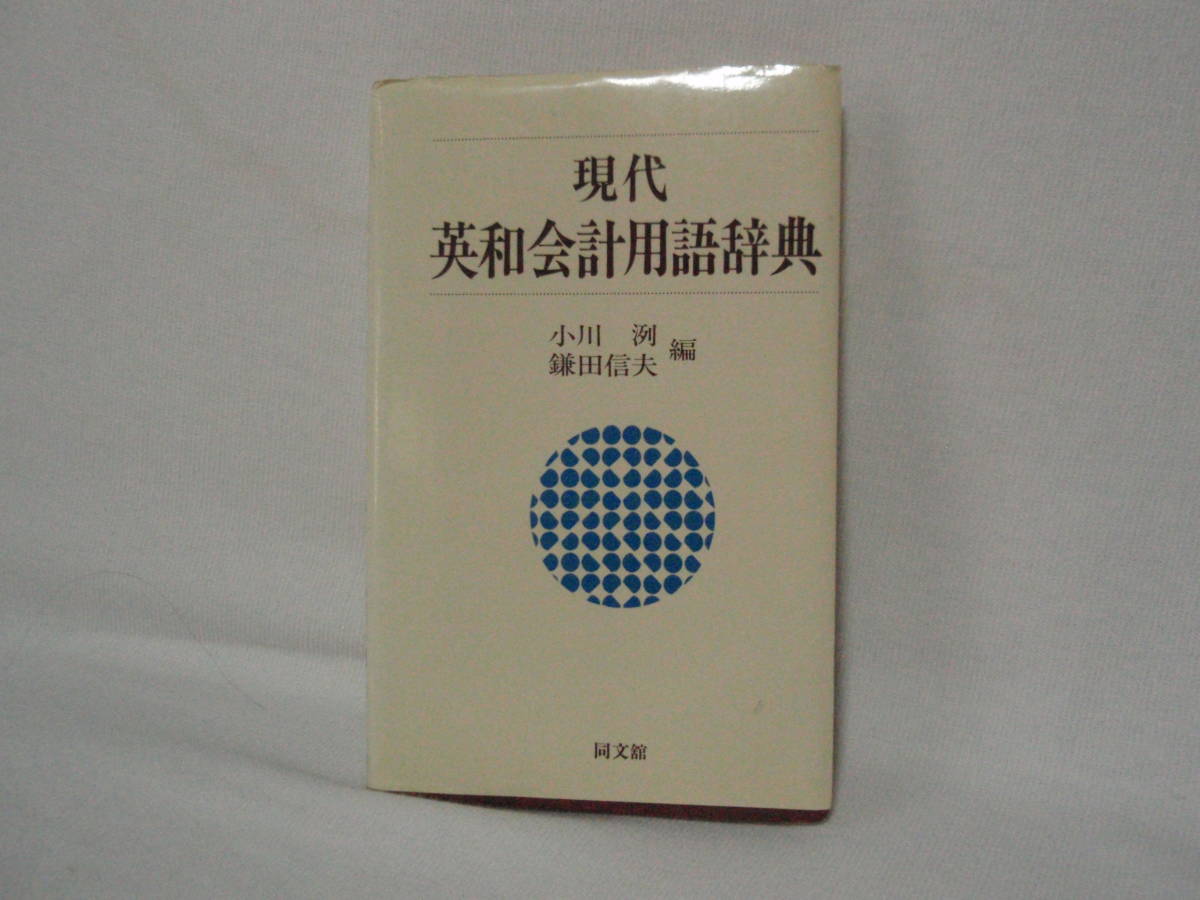 現代
英和会計用語辞典
小川 洌
鎌田信夫 編
同文舘